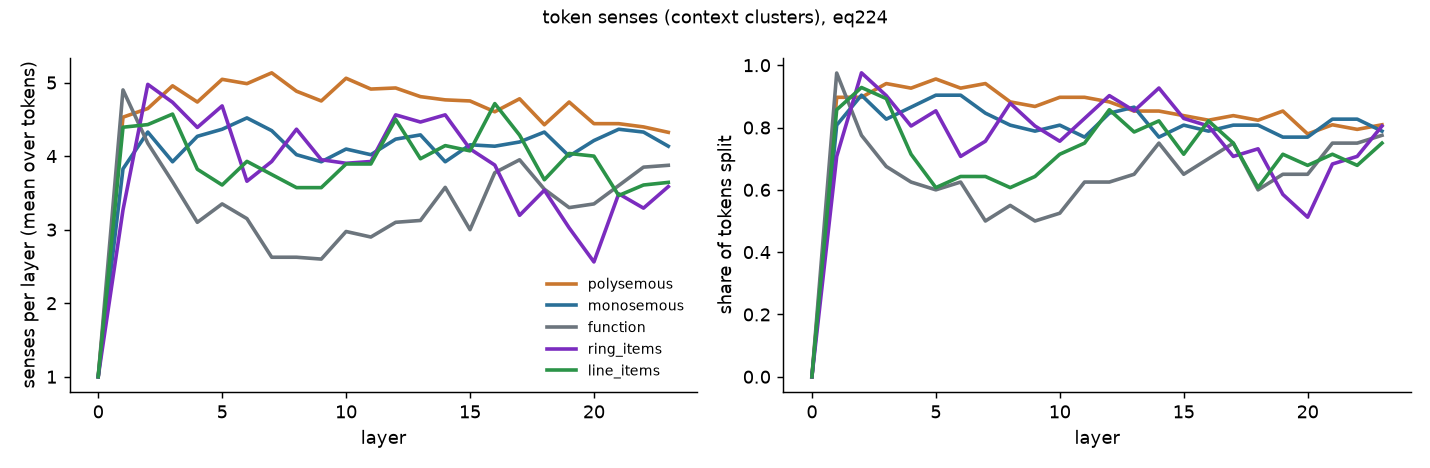 token senses (context clusters), eq224
senses per layer (mean over tokens)
5
4
3
2
1
0
5
10
15
20
layer
polysemous
monosemous
function
ring_items
line_items
share of tokens split
1.0
0.8
0.6
0.4
0.2
0.0
0
5
10
15
20
layer